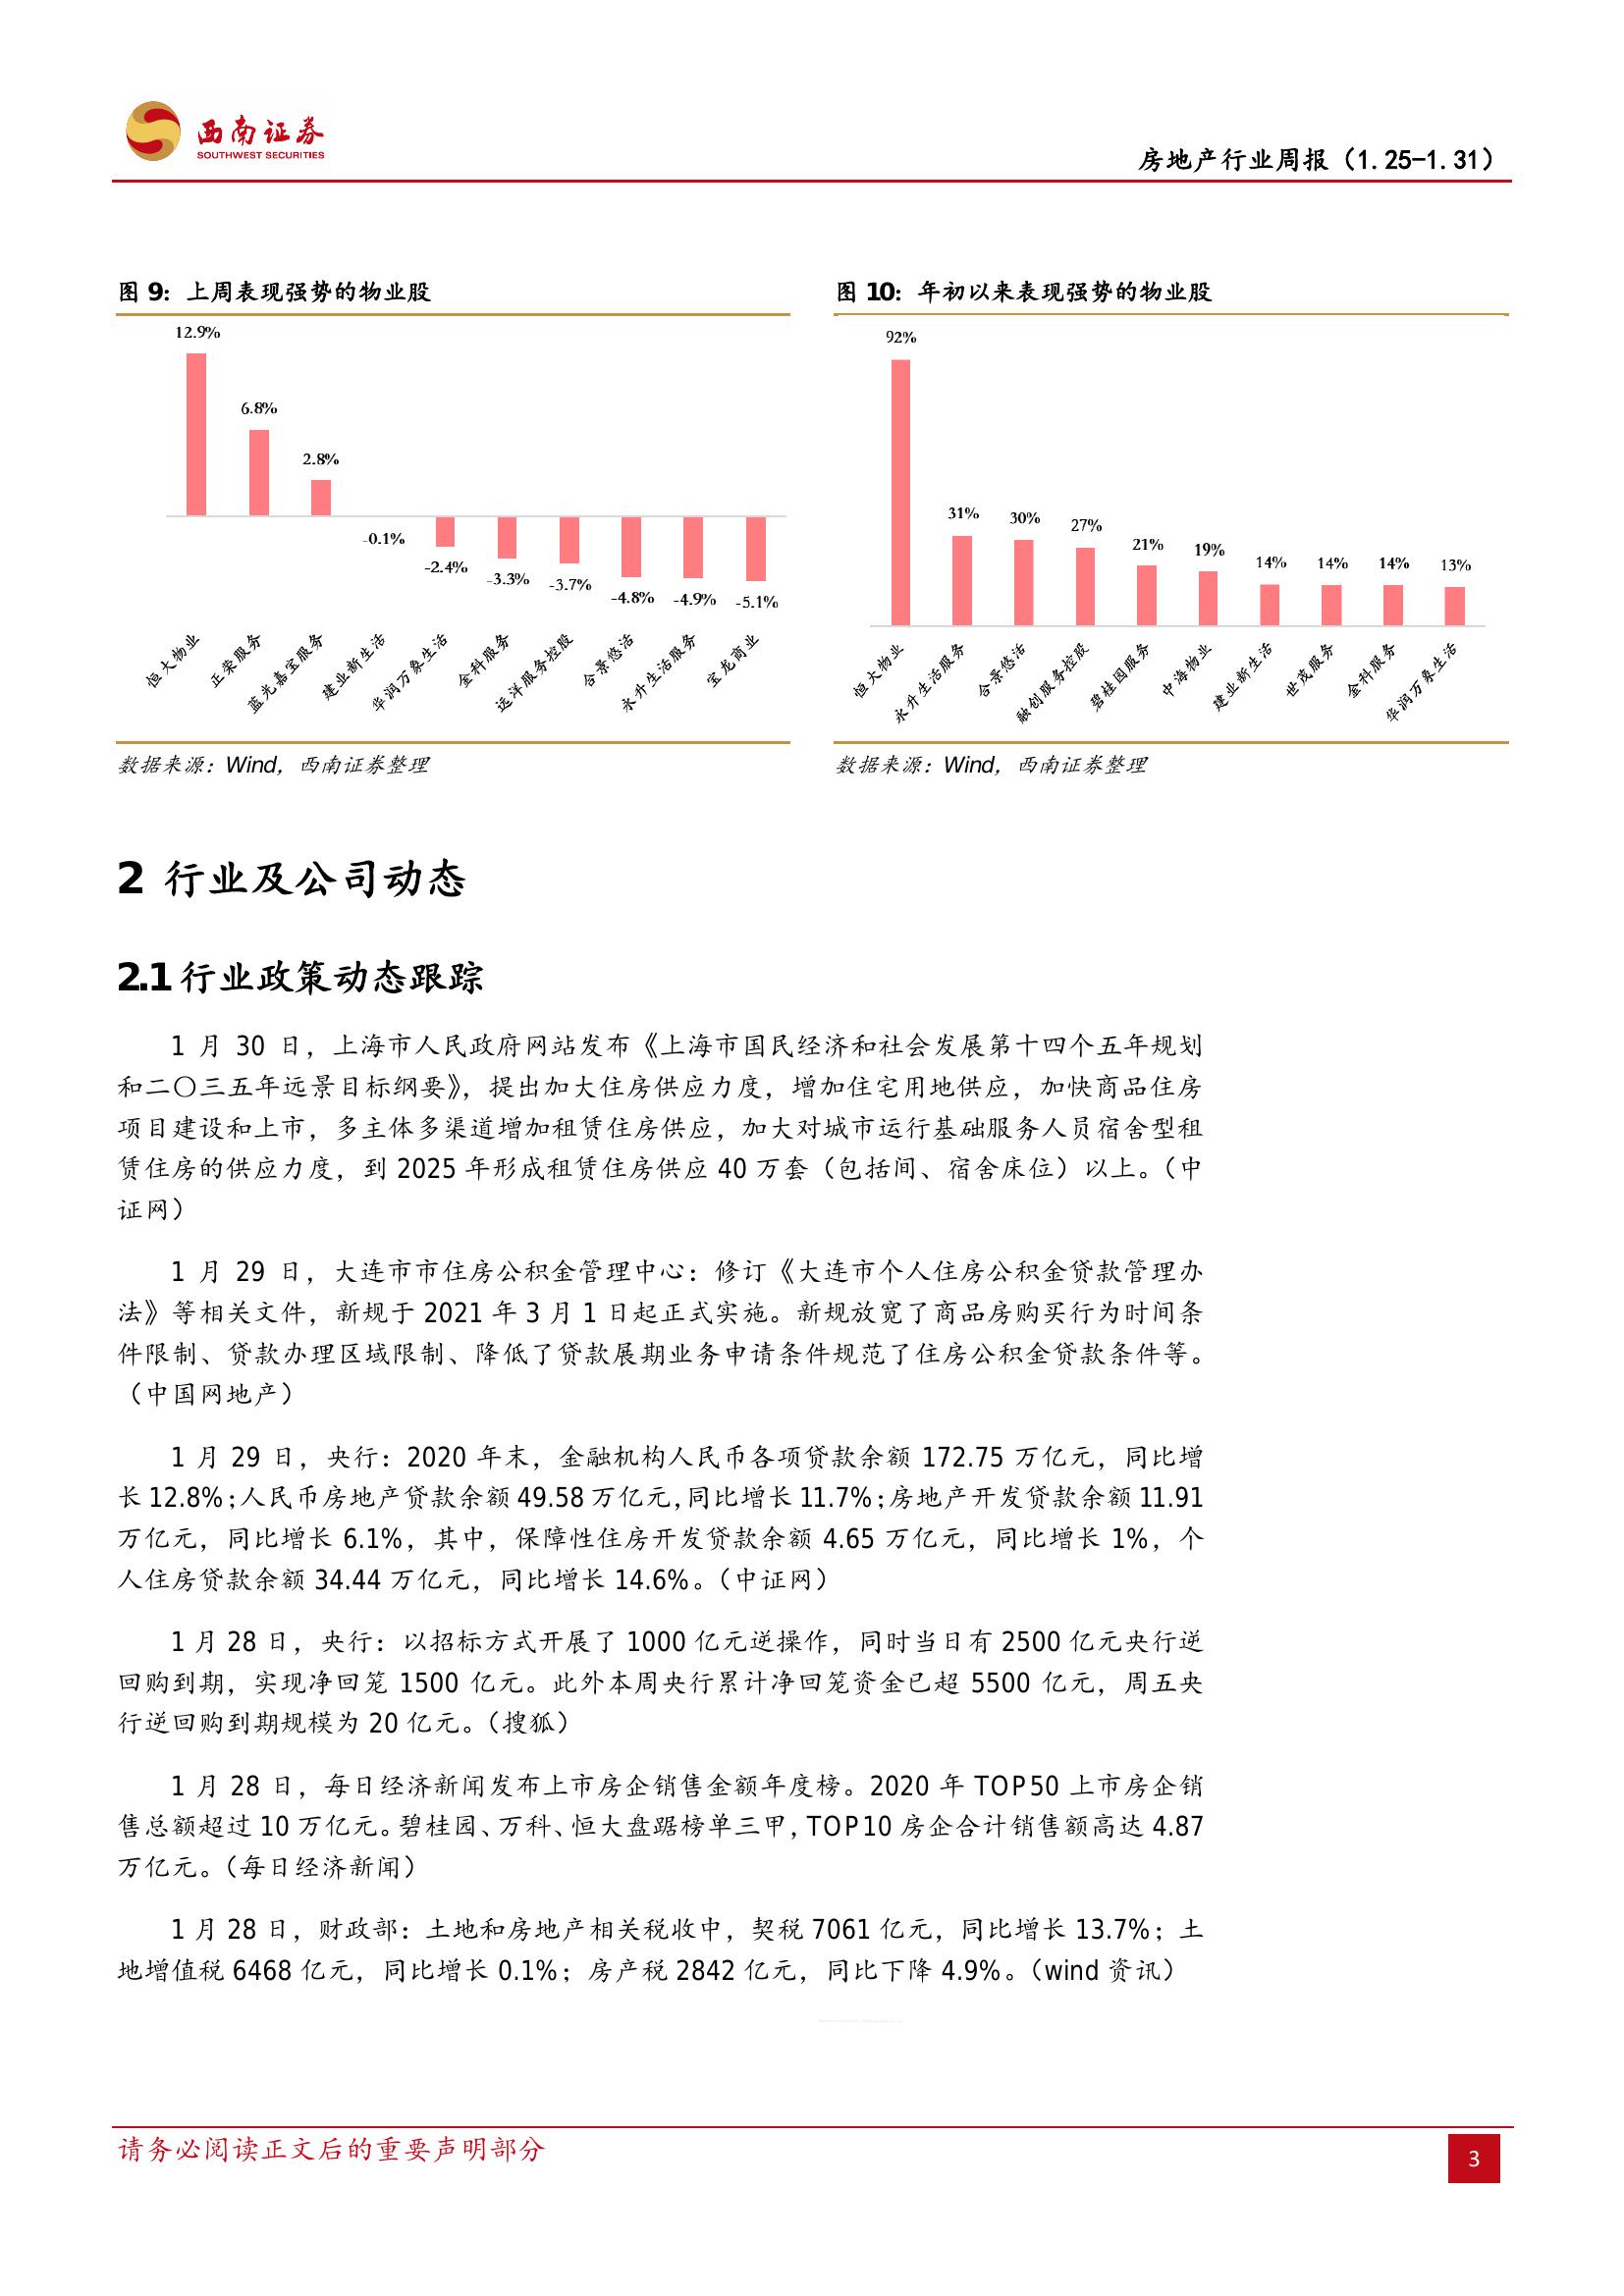 西南证券
SOUTHWEST SECURITIES
房地产行业周报（1.25-1.31）
图 9：上周表现强势的物业股
12.9%
6.8%
2.8%
-0.1%
-2.4%
-3.3%
-3.7%
-4.8%
-4.9%
-5.1%
恒大物业
正荣服务
蓝光嘉宝服务
建业新生活
华润万象生活
金科服务
远洋服务控股
合景悠活
永升生活服务
宝龙商业
数据来源：Wind，西南证券整理
图 10：年初以来表现强势的物业股
92%
31%
30%
27%
21%
19%
14%
14%
14%
13%
恒大物业
永升生活服务
合景悠活
融创服务控股
碧桂园服务
中海物业
建业新生活
世茂服务
金科服务
华润万象生活
数据来源：Wind，西南证券整理
2 行业及公司动态
2.1 行业政策动态跟踪
1 月 30 日，上海市人民政府网站发布《上海市国民经济和社会发展第十四个五年规划
和二〇三五年远景目标纲要》，提出加大住房供应力度，增加住宅用地供应，加快商品住房
项目建设和上市，多主体多渠道增加租赁住房供应，加大对城市运行基础服务人员宿舍型租
赁住房的供应力度，到 2025 年形成租赁住房供应 40 万套（包括间、宿舍床位）以上。（中
证网）
1 月 29 日，大连市市住房公积金管理中心：修订《大连市个人住房公积金贷款管理办
法》等相关文件，新规于 2021 年 3 月 1 日起正式实施。新规放宽了商品房购买行为时间条
件限制、贷款办理区域限制、降低了贷款展期业务申请条件规范了住房公积金贷款条件等。
（中国网地产）
1 月 29 日，央行：2020 年末，金融机构人民币各项贷款余额 172.75 万亿元，同比增
长 12.8%；人民币房地产贷款余额 49.58 万亿元，同比增长 11.7%；房地产开发贷款余额 11.91
万亿元，同比增长 6.1%，其中，保障性住房开发贷款余额 4.65 万亿元，同比增长 1%，个
人住房贷款余额 34.44 万亿元，同比增长 14.6%。（中证网）
1 月 28 日，央行：以招标方式开展了 1000 亿元逆操作，同时当日有 2500 亿元央行逆
回购到期，实现净回笼 1500 亿元。此外本周央行累计净回笼资金已超 5500 亿元，周五央
行逆回购到期规模为 20 亿元。（搜狐）
1 月 28 日，每日经济新闻发布上市房企销售金额年度榜。2020 年 TOP50 上市房企销
售总额超过 10 万亿元。碧桂园、万科、恒大盘踞榜单三甲，TOP10 房企合计销售额高达 4.87
万亿元。（每日经济新闻）
1 月 28 日，财政部：土地和房地产相关税收中，契税 7061 亿元，同比增长 13.7%；土
地增值税 6468 亿元，同比增长 0.1%；房产税 2842 亿元，同比下降 4.9%。（wind 资讯）
请务必阅读正文后的重要声明部分
3